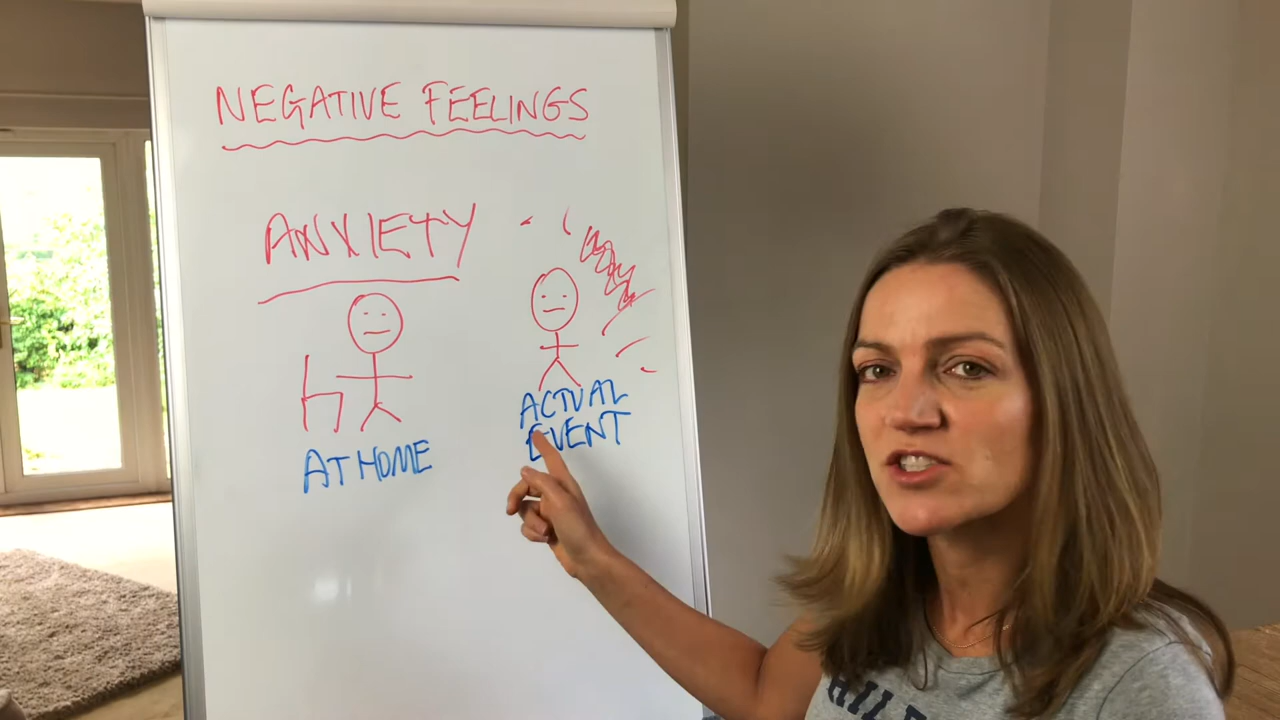 NEGATIVE FEELINGS
ANXIETY
AT HOME
ACTUAL
EVENT